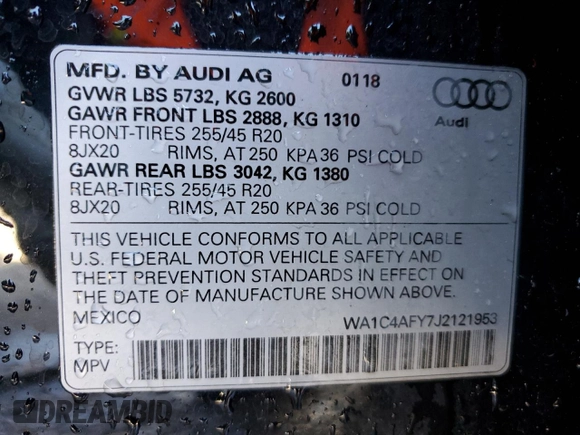 MFD. BY AUDI AG 0118
GVWR LBS 5732, KG 2600
GAWR FRONT LBS 2888, KG 1310
FRONT-TIRES 255/45 R20
8JX20 RIMS, AT 250 KPA 36 PSI COLD
GAWR REAR LBS 3042, KG 1380
REAR-TIRES 255/45 R20
8JX20 RIMS, AT 250 KPA 36 PSI COLD
Audi
THIS VEHICLE CONFORMS TO ALL APPLICABLE
U.S. FEDERAL MOTOR VEHICLE SAFETY AND
THEFT PREVENTION STANDARDS IN EFFECT ON
THE DATE OF MANUFACTURE SHOWN ABOVE.
MEXICO WA1C4AFY7J2121953
TYPE:
MPV
DREAMBID